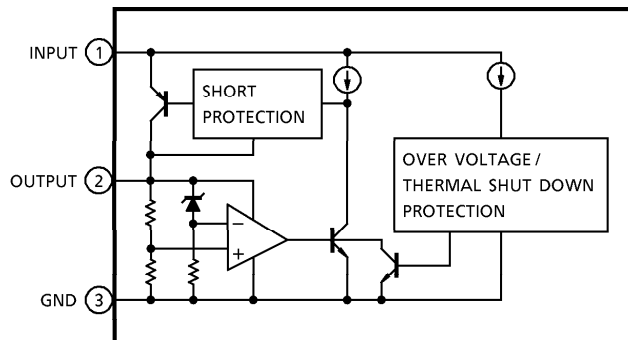 INPUT 1
SHORT
PROTECTION
OVER VOLTAGE /
THERMAL SHUT DOWN
PROTECTION
OUTPUT 2
−
+
GND 3